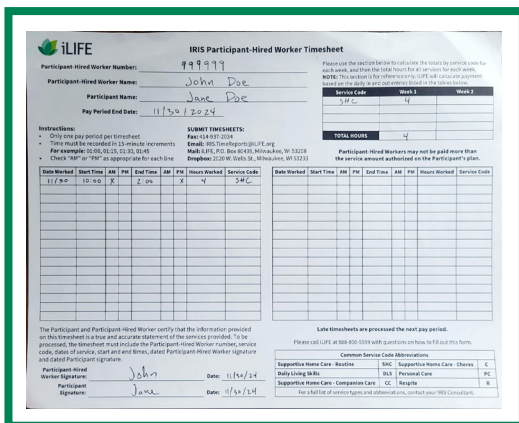 iLIFE
IRIS Participant-Hired Worker Timesheet
Participant-Hired Worker Number: 999999
Participant-Hired Worker Name: John Doe
Participant Name: Jane Doe
Pay Period End Date: 11/30/2024
Please use the section below to calculate the totals by service code for
each week, and then the total hours for all services for each week.
NOTE: This section is for reference only. iLIFE will calculate payment
based on the daily in and out entries listed in the tables below.
Service Code Week 1 Week 2
SHC 4
TOTAL HOURS 4
Instructions:
• Only one pay period per timesheet
• Time must be recorded in 15-minute increments
For example: 01:00, 01:15, 01:30, 01:45
• Check "AM" or "PM" as appropriate for each line
SUBMIT TIMESHEETS:
Fax: 414-937-2034
Email: IRIS.TimeReports@iLIFE.org
Mail: iLIFE, P.O. Box 80435, Milwaukee, WI 53208
Dropbox: 2020 W. Wells St., Milwaukee, WI 53233
Participant-Hired Workers may not be paid more than
the service amount authorized on the Participant's plan.
Date Worked Start Time AM PM End Time AM PM Hours Worked Service Code
11/30 10:00 X 2:00 X 4 SHC
Date Worked Start Time AM PM End Time AM PM Hours Worked Service Code
The Participant and Participant-Hired Worker certify that the information provided
on this timesheet is a true and accurate statement of the services provided. To be
processed, the timesheet must include the Participant-Hired Worker number, service
code, dates of service, start and end times, dated Participant-Hired Worker signature
and dated Participant signature.
Participant-Hired
Worker Signature: John Date: 11/30/24
Participant
Signature: Jane Date: 11/30/24
Late timesheets are processed the next pay period.
Please call iLIFE at 888-800-5559 with questions on how to fill out this form.
Common Service Code Abbreviations
Supportive Home Care - Routine SHC Supportive Home Care - Chores C
Daily Living Skills DLS Personal Care PC
Supportive Home Care - Companion Care CC Respite R
For a full list of service types and abbreviations, contact your IRIS Consultant.